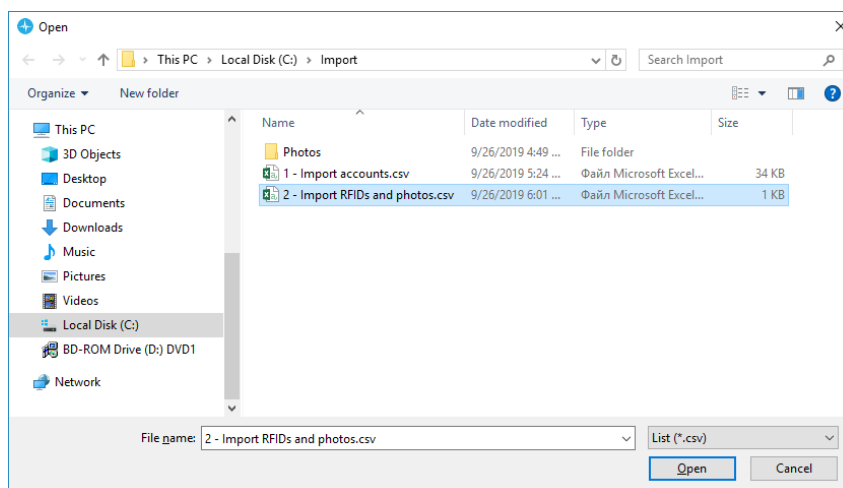 Open
This PC > Local Disk (C:) > Import
Search Import
Organize
New folder
This PC
3D Objects
Desktop
Documents
Downloads
Music
Pictures
Videos
Local Disk (C:)
BD-ROM Drive (D:) DVD1
Network
Name Date modified Type Size
Photos 9/26/2019 4:49 ... File folder
1 - Import accounts.csv 9/26/2019 5:24 ... Файл Microsoft Excel... 34 KB
2 - Import RFIDs and photos.csv 9/26/2019 6:01 ... Файл Microsoft Excel... 1 KB
File name: 2 - Import RFIDs and photos.csv List (*.csv)
Open Cancel